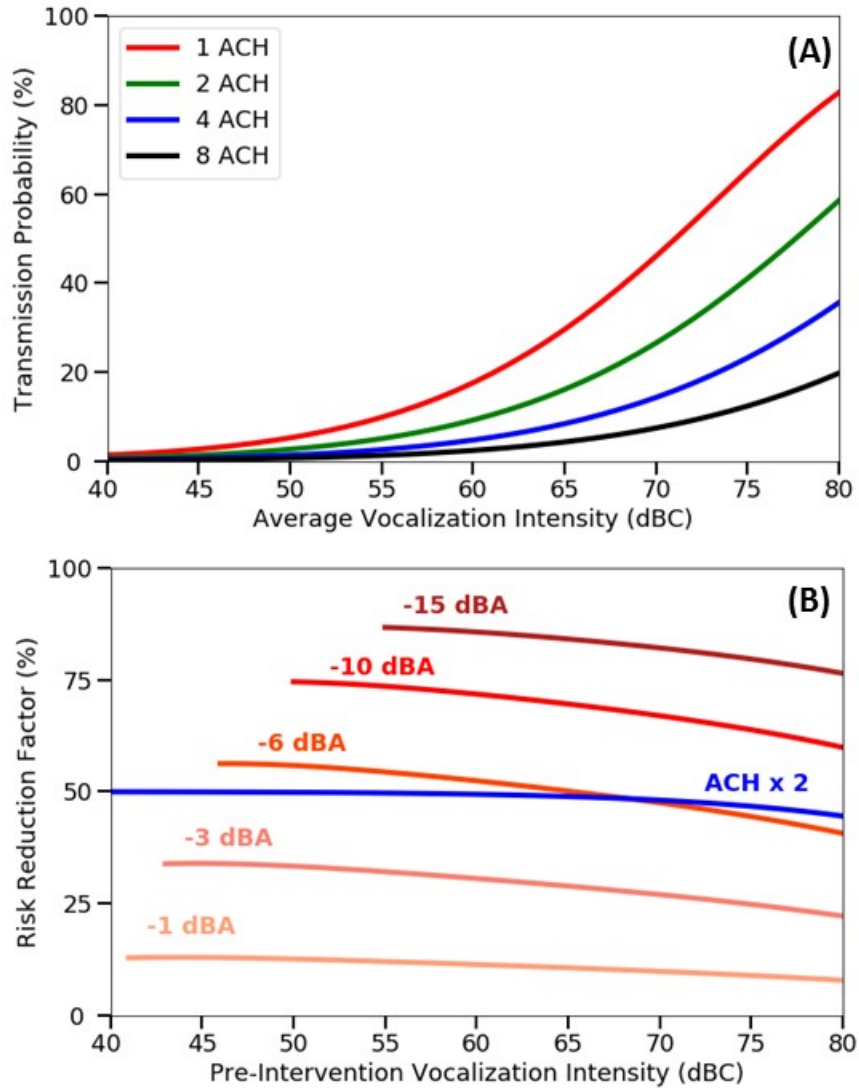 100
(A)
1 ACH
2 ACH
4 ACH
8 ACH
80
60
40
20
0
Transmission Probability (%)
40 45 50 55 60 65 70 75 80
Average Vocalization Intensity (dBC)
100
(B)
-15 dBA
-10 dBA
75
-6 dBA
ACH x 2
50
-3 dBA
25
-1 dBA
0
Risk Reduction Factor (%)
40 45 50 55 60 65 70 75 80
Pre-Intervention Vocalization Intensity (dBC)